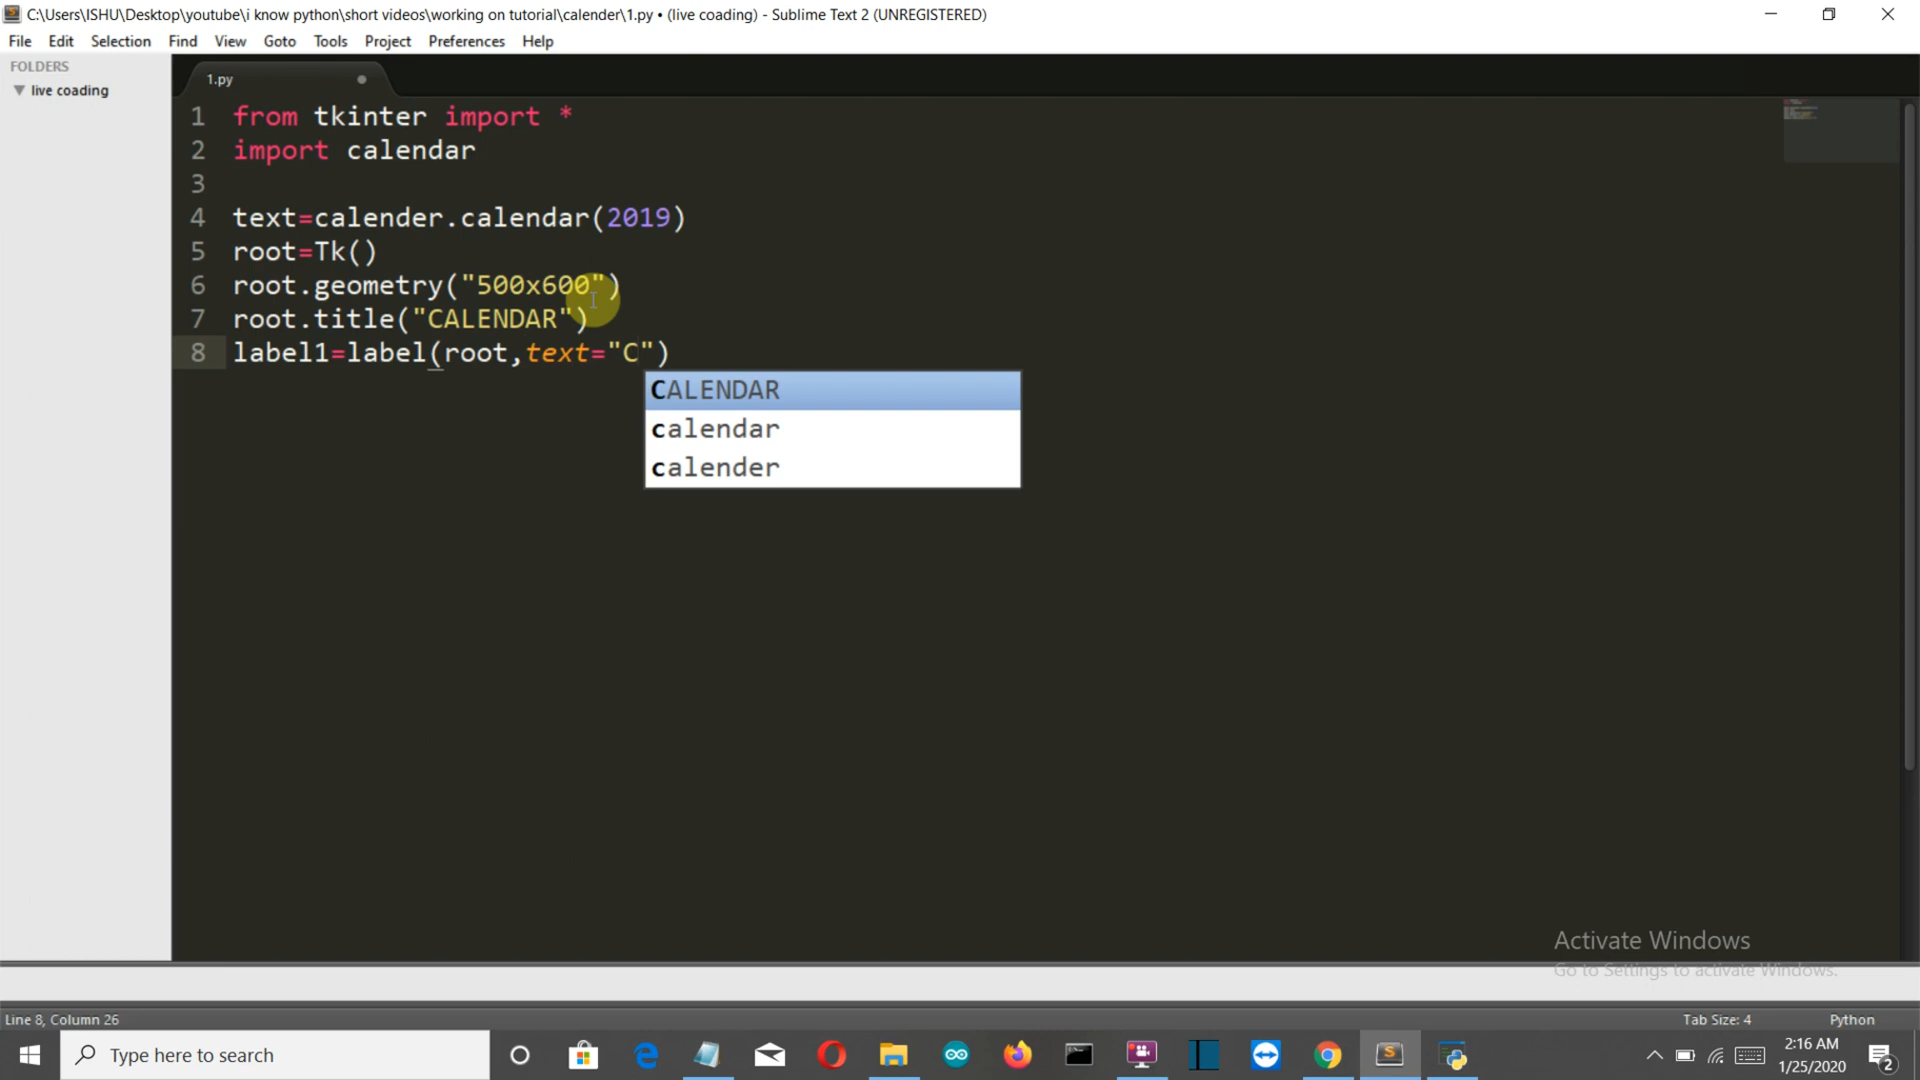 C:\Users\ISHU\Desktop\youtube\i know python\short videos\working on tutorial\calender\1.py • (live coading) - Sublime Text 2 (UNREGISTERED)
File Edit Selection Find View Goto Tools Project Preferences Help
FOLDERS
live coading
1.py
1 from tkinter import *
2 import calendar
3
4 text=calender.calendar(2019)
5 root=Tk()
6 root.geometry("500x600")
7 root.title("CALENDAR")
8 label1=label(root,text="C")
CALENDAR
calendar
calender
Activate Windows
Go to Settings to activate Windows.
Line 8, Column 26
Tab Size: 4
Python
Type here to search
2:16 AM
1/25/2020
2